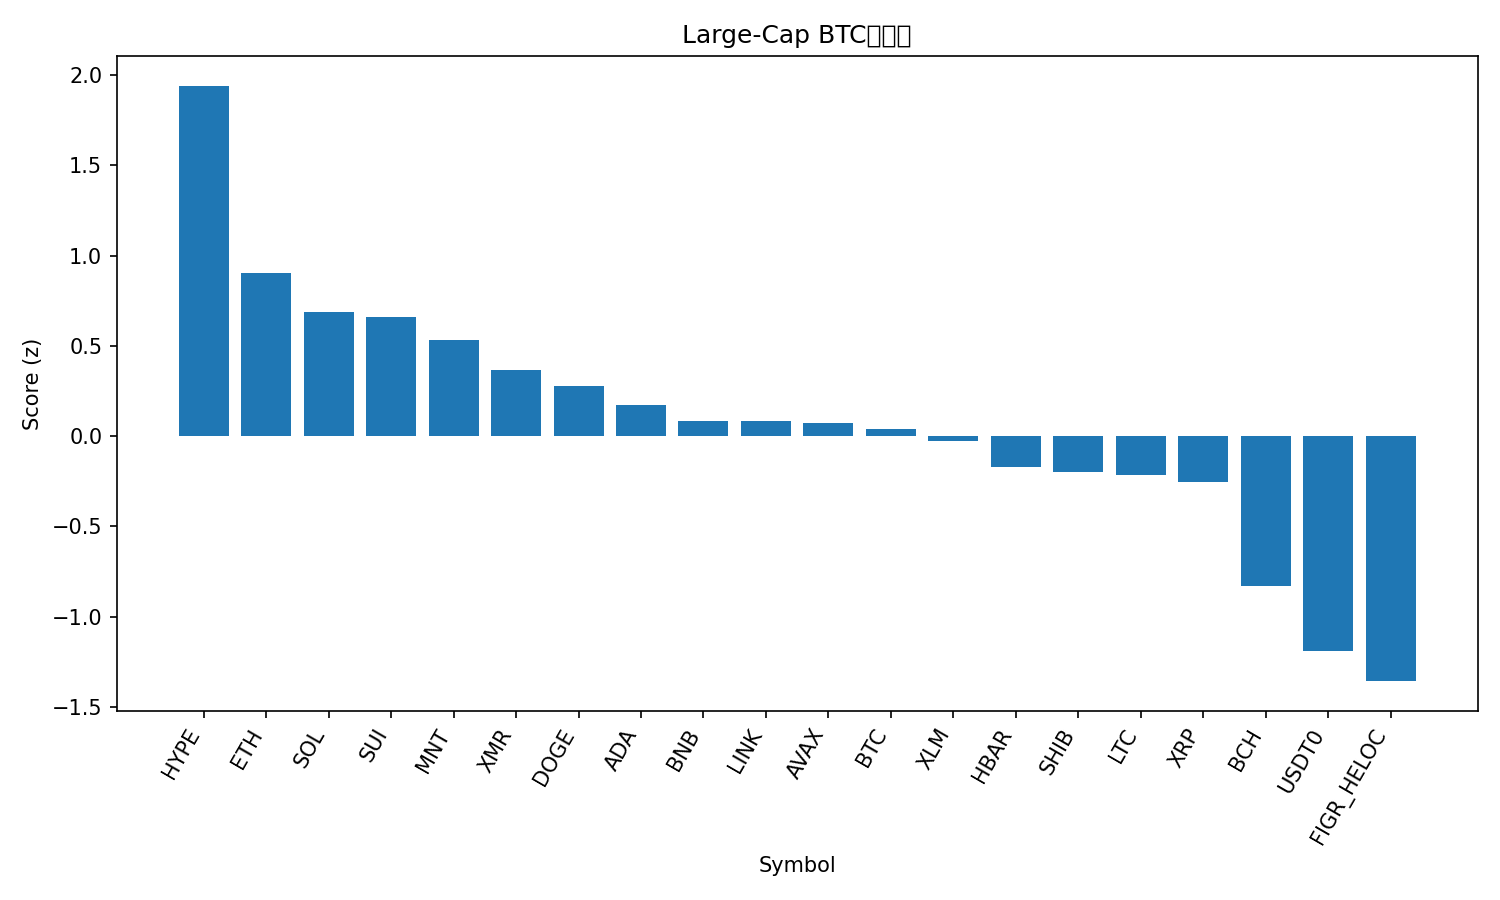 Large-Cap BTC
2.0
1.5
1.0
0.5
0.0
−0.5
−1.0
−1.5
Score (z)
HYPE
ETH
SOL
SUI
MNT
XMR
DOGE
ADA
BNB
LINK
AVAX
BTC
XLM
HBAR
SHIB
LTC
XRP
BCH
USDT0
FIGR_HELOC
Symbol